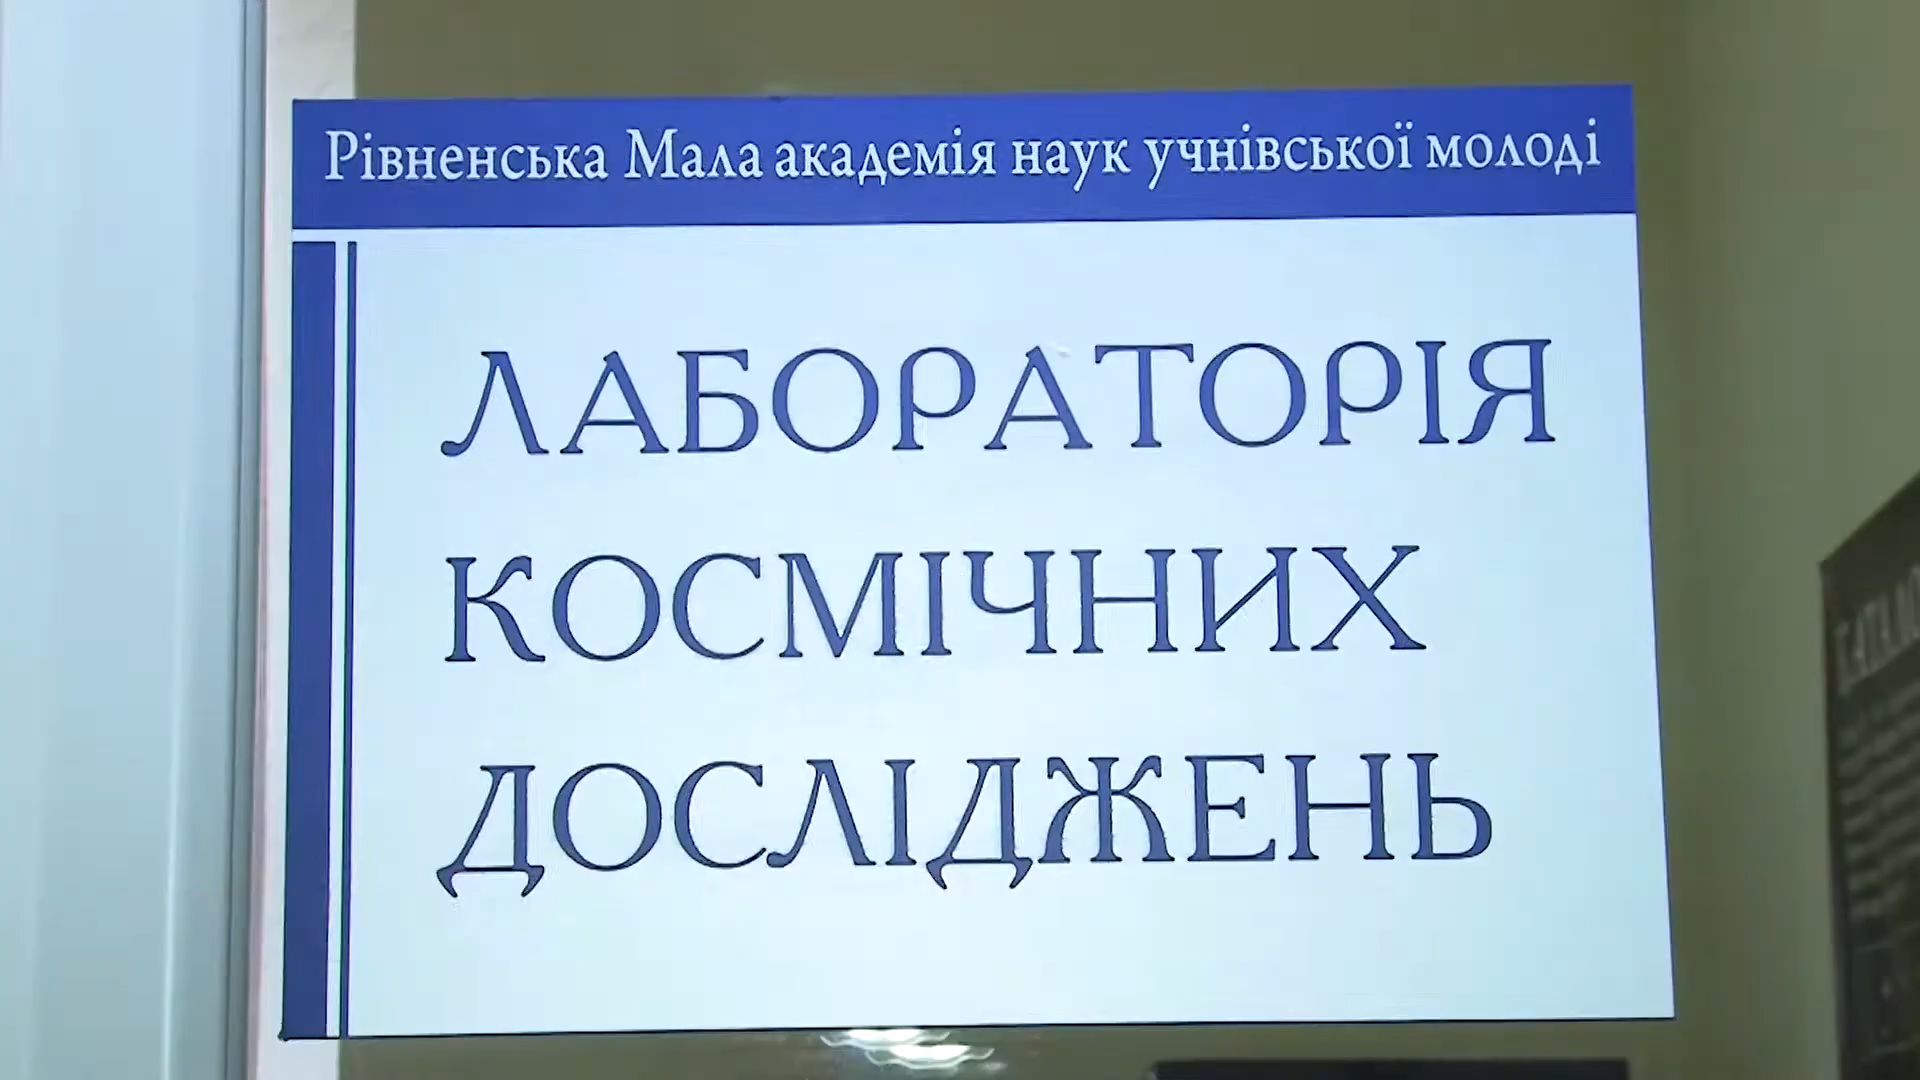 Рівненська Мала академія наук учнівської молоді
ЛАБОРАТОРІЯ
КОСМІЧНИХ
ДОСЛІДЖЕНЬ